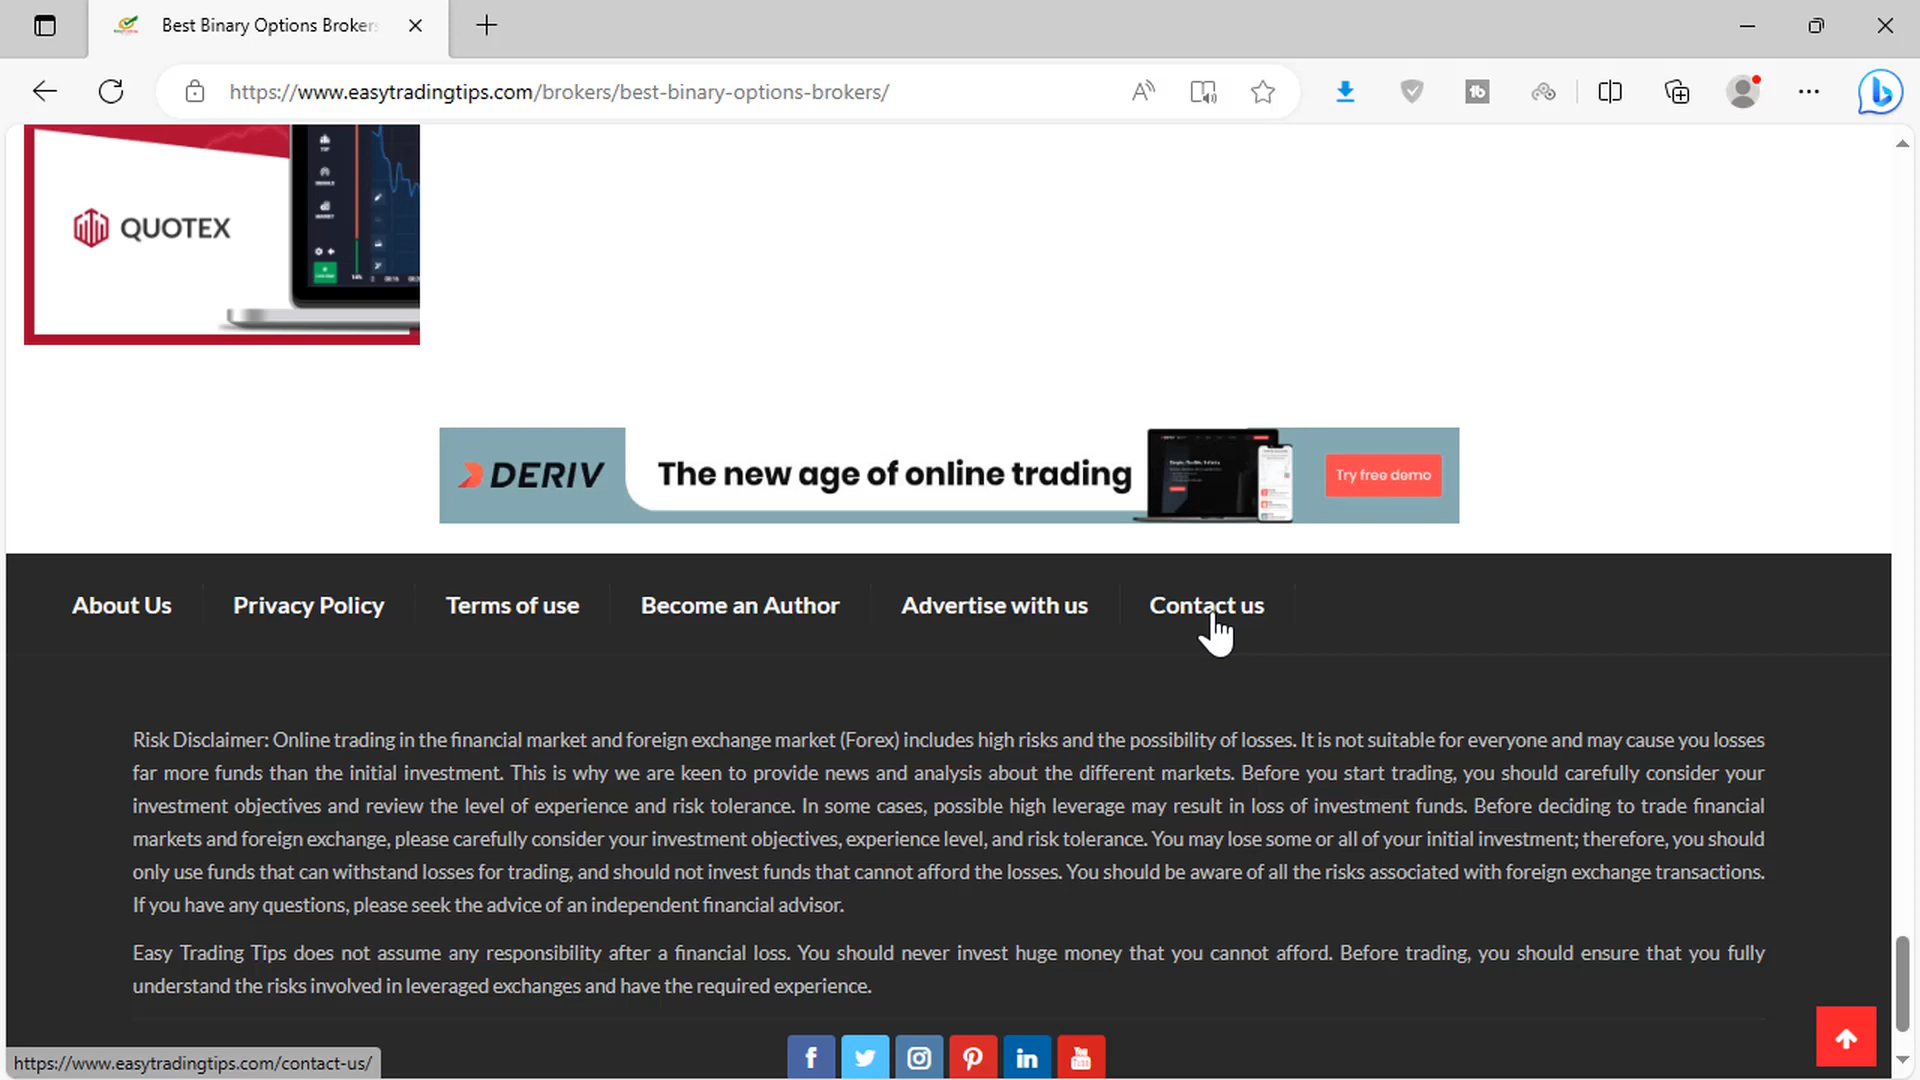 Best Binary Options Brokers
https://www.easytradingtips.com/brokers/best-binary-options-brokers/
QUOTEX
DERIV
The new age of online trading
Try free demo
About Us
Privacy Policy
Terms of use
Become an Author
Advertise with us
Contact us
Risk Disclaimer: Online trading in the financial market and foreign exchange market (Forex) includes high risks and the possibility of losses. It is not suitable for everyone and may cause you losses
far more funds than the initial investment. This is why we are keen to provide news and analysis about the different markets. Before you start trading, you should carefully consider your
investment objectives and review the level of experience and risk tolerance. In some cases, possible high leverage may result in loss of investment funds. Before deciding to trade financial
markets and foreign exchange, please carefully consider your investment objectives, experience level, and risk tolerance. You may lose some or all of your initial investment; therefore, you should
only use funds that can withstand losses for trading, and should not invest funds that cannot afford the losses. You should be aware of all the risks associated with foreign exchange transactions.
If you have any questions, please seek the advice of an independent financial advisor.
Easy Trading Tips does not assume any responsibility after a financial loss. You should never invest huge money that you cannot afford. Before trading, you should ensure that you fully
understand the risks involved in leveraged exchanges and have the required experience.
https://www.easytradingtips.com/contact-us/